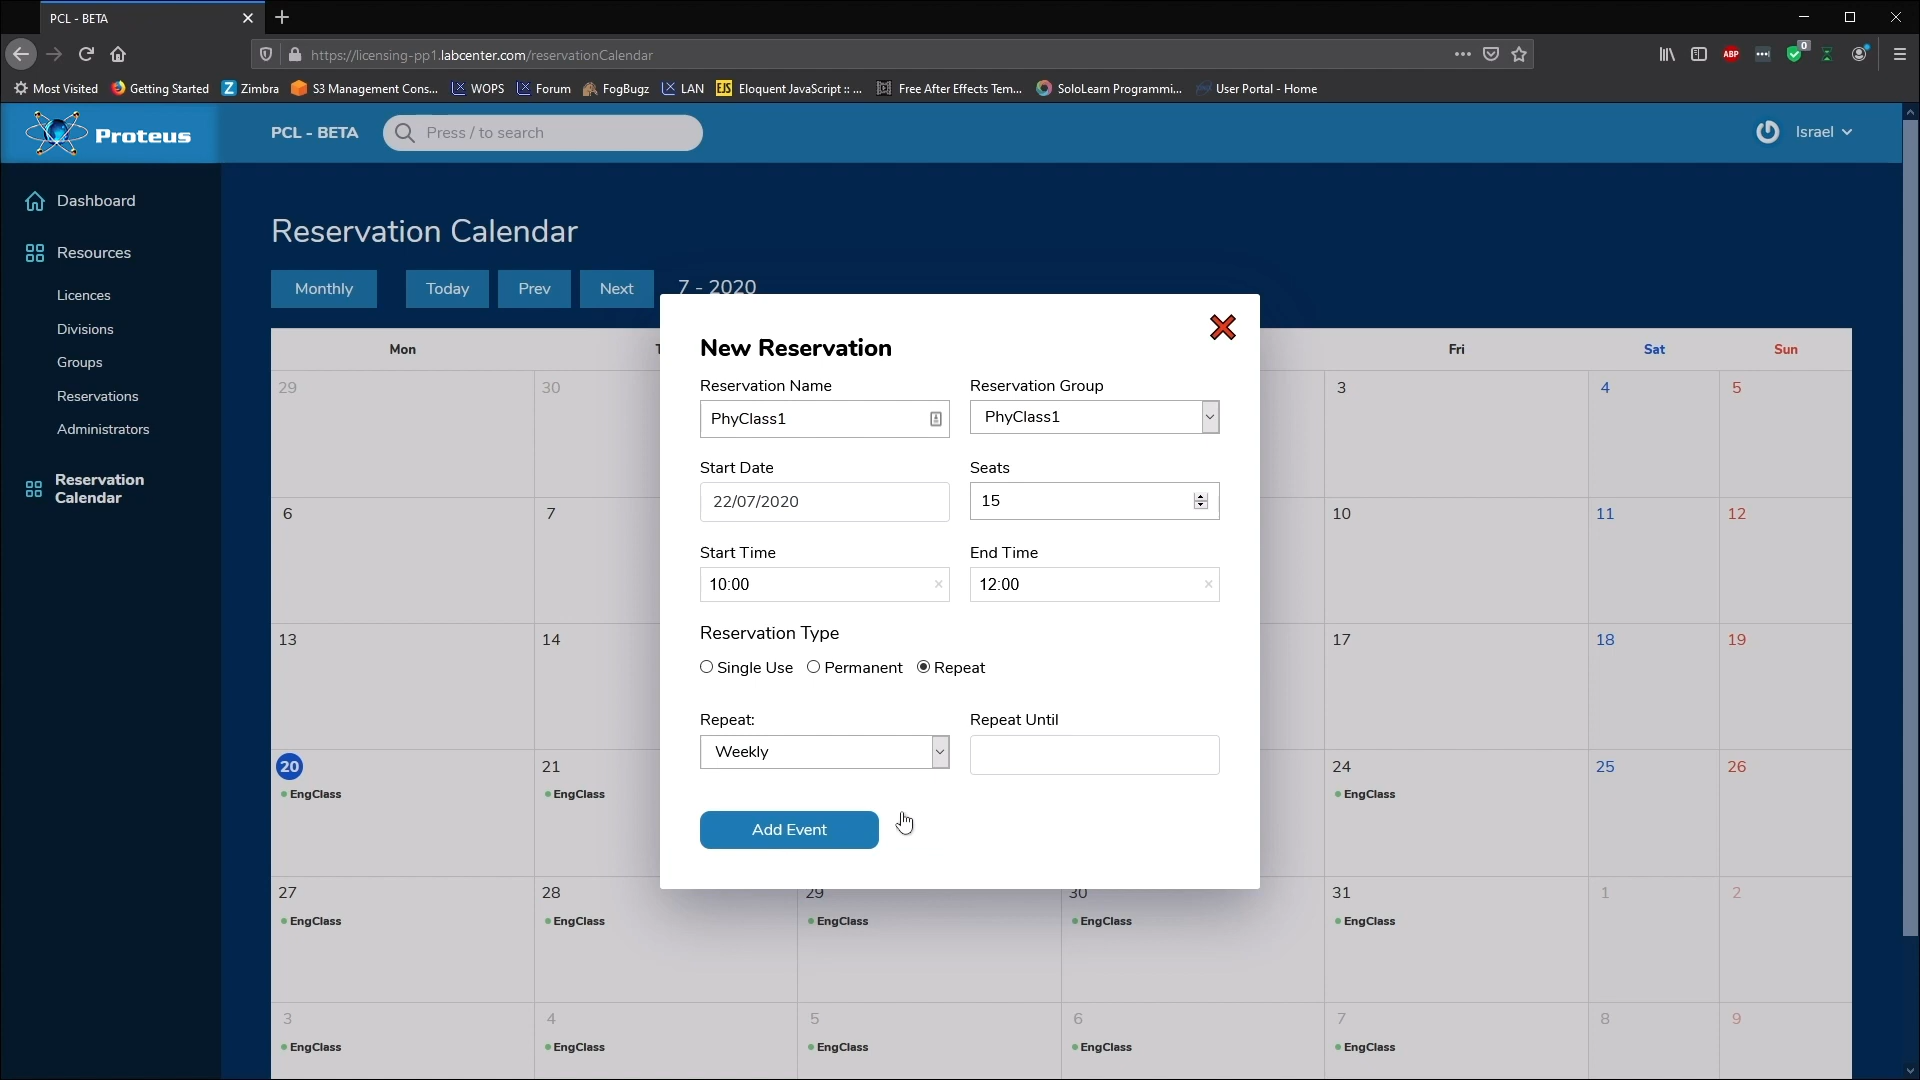 PCL - BETA
https://licensing-pp1.labcenter.com/reservationCalendar
ABP
0
Most Visited
Getting Started
Zimbra
S3 Management Cons...
WOPS
Forum
FogBugz
LAN
EJS
Eloquent JavaScript :: ...
Free After Effects Tem...
SoloLearn Programmi...
User Portal - Home
Proteus
PCL - BETA
Press / to search
Israel
Dashboard
Resources
Licences
Divisions
Groups
Reservations
Administrators
Reservation
Calendar
Reservation Calendar
Monthly
Today
Prev
Next
7 - 2020
Mon
Fri
Sat
Sun
29
30
3
4
5
6
7
10
11
12
13
14
17
18
19
20
21
24
25
26
EngClass
EngClass
EngClass
27
28
29
30
31
1
2
EngClass
EngClass
EngClass
EngClass
EngClass
3
4
5
6
7
8
9
EngClass
EngClass
EngClass
EngClass
EngClass
New Reservation
Reservation Name
Reservation Group
PhyClass1
PhyClass1
Start Date
Seats
22/07/2020
15
Start Time
End Time
10:00
12:00
Reservation Type
Single Use
Permanent
Repeat
Repeat:
Repeat Until
Weekly
Add Event